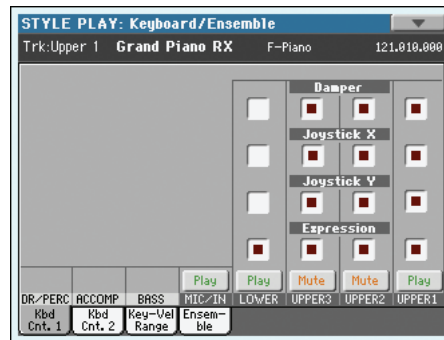 STYLE PLAY: Keyboard/Ensemble
Trk:Upper 1 Grand Piano RX F-Piano 121.010.000
Damper
Joystick X
Joystick Y
Expression
Play Play Mute Mute Play
DR/PERC ACCOMP BASS MIC/IN LOWER UPPER3 UPPER2 UPPER1
Kbd Kbd Key-Vel Ensem-
Cnt. 1 Cnt. 2 Range ble